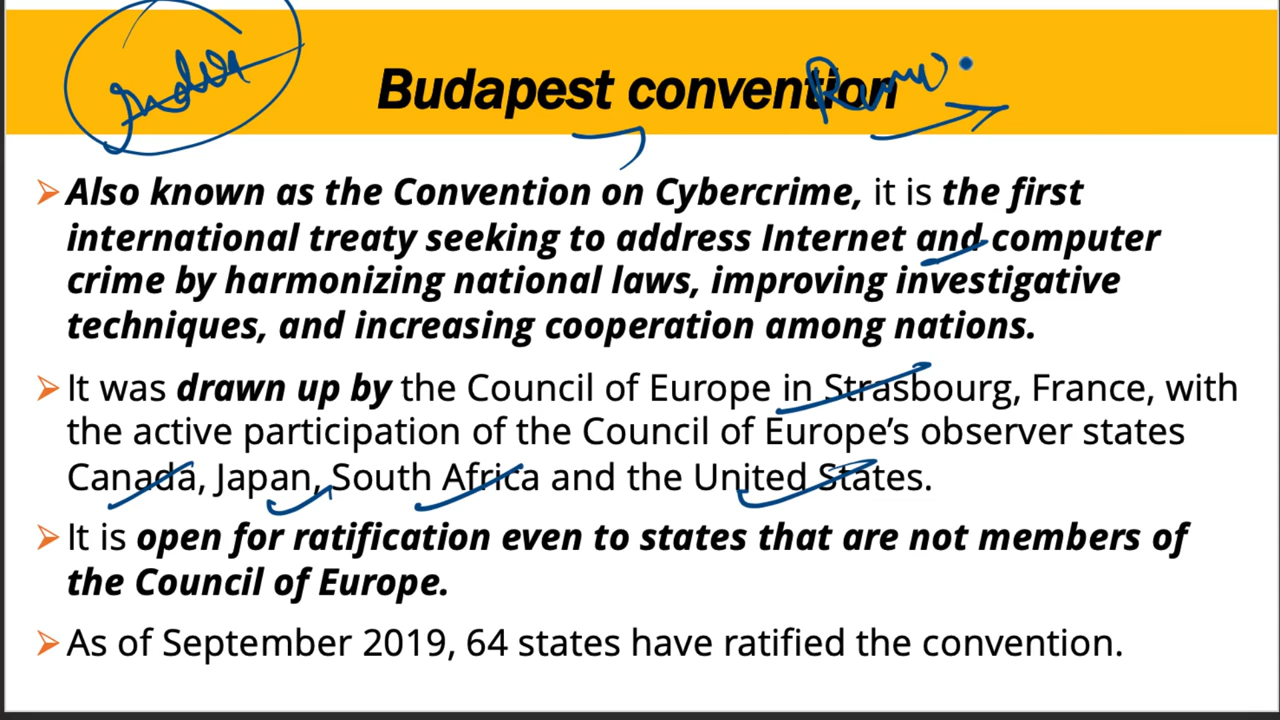 Budapest convention
➢ Also known as the Convention on Cybercrime, it is the first
international treaty seeking to address Internet and computer
crime by harmonizing national laws, improving investigative
techniques, and increasing cooperation among nations.
➢ It was drawn up by the Council of Europe in Strasbourg, France, with
the active participation of the Council of Europe’s observer states
Canada, Japan, South Africa and the United States.
➢ It is open for ratification even to states that are not members of
the Council of Europe.
➢ As of September 2019, 64 states have ratified the convention.